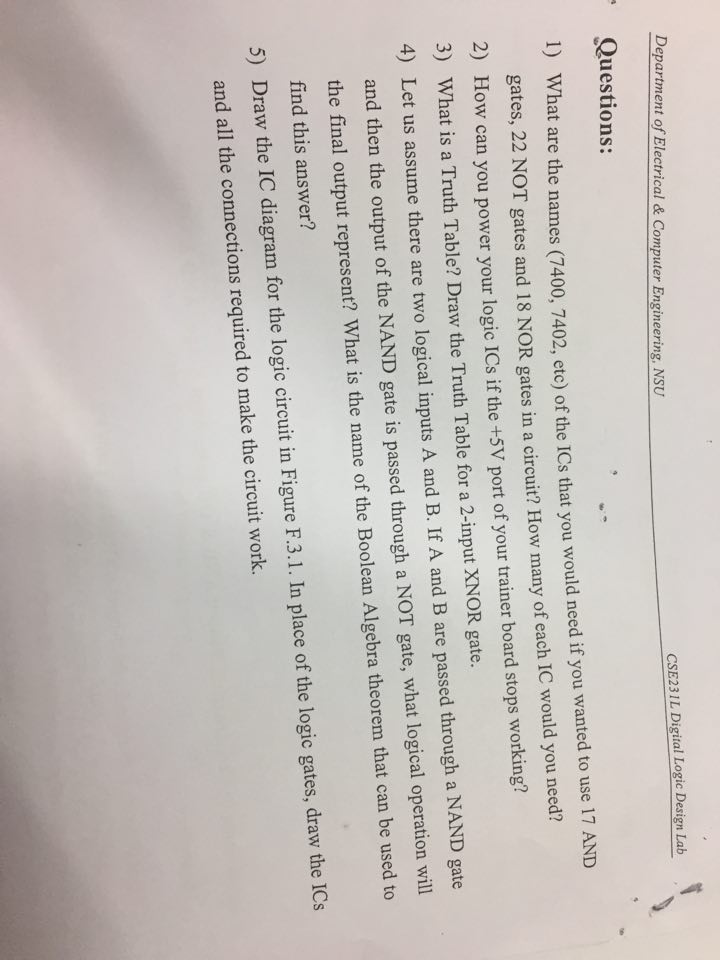 Department of Electrical & Computer Engineering, NSU
CSE231L Digital Logic Design Lab
Questions:
1) What are the names (7400, 7402, etc) of the ICs that you would need if you wanted to use 17 AND
gates, 22 NOT gates and 18 NOR gates in a circuit? How many of each IC would you need?
2) How can you power your logic ICs if the +5V port of your trainer board stops working?
3) What is a Truth Table? Draw the Truth Table for a 2-input XNOR gate.
4) Let us assume there are two logical inputs A and B. If A and B are passed through a NAND gate
and then the output of the NAND gate is passed through a NOT gate, what logical operation will
the final output represent? What is the name of the Boolean Algebra theorem that can be used to
find this answer?
5) Draw the IC diagram for the logic circuit in Figure F.3.1. In place of the logic gates, draw the ICs
and all the connections required to make the circuit work.